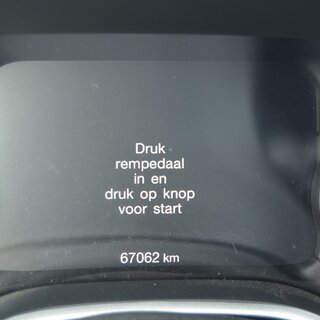 Druk
rempedaal
in en
druk op knop
voor start
67062 km